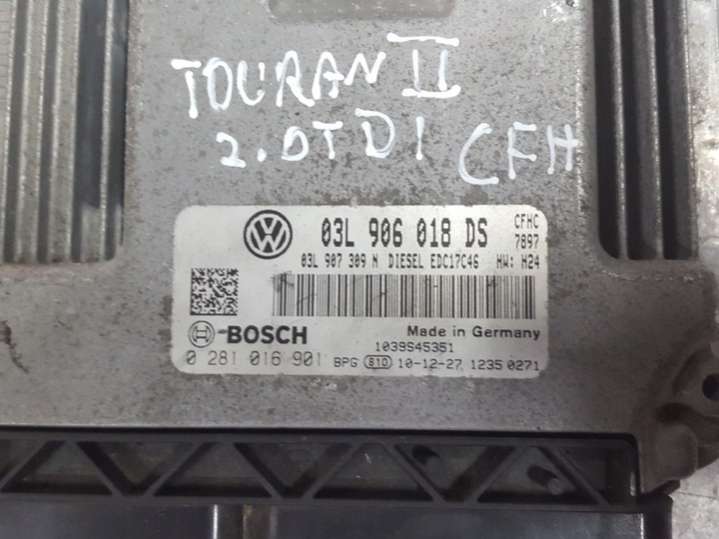 TOURAN II
2.0TDI CFH
03L 906 018 DS CFHC
7897
03L 907 309 N DIESEL EDC17C46 HW: H24
BOSCH Made in Germany
1039S45351
0 281 016 901 BPG 810 10-12-27 1235 0271